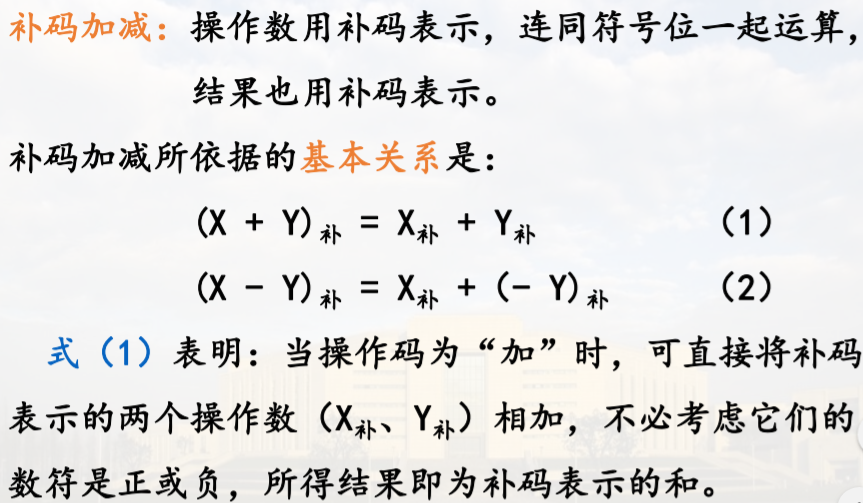 补码加减：操作数用补码表示，连同符号位一起运算，
结果也用补码表示。
补码加减所依据的基本关系是：
(X + Y)补 = X补 + Y补 （1）
(X - Y)补 = X补 + (- Y)补 （2）
式（1）表明：当操作码为“加”时，可直接将补码
表示的两个操作数（X补、Y补）相加，不必考虑它们的
数符是正或负，所得结果即为补码表示的和。